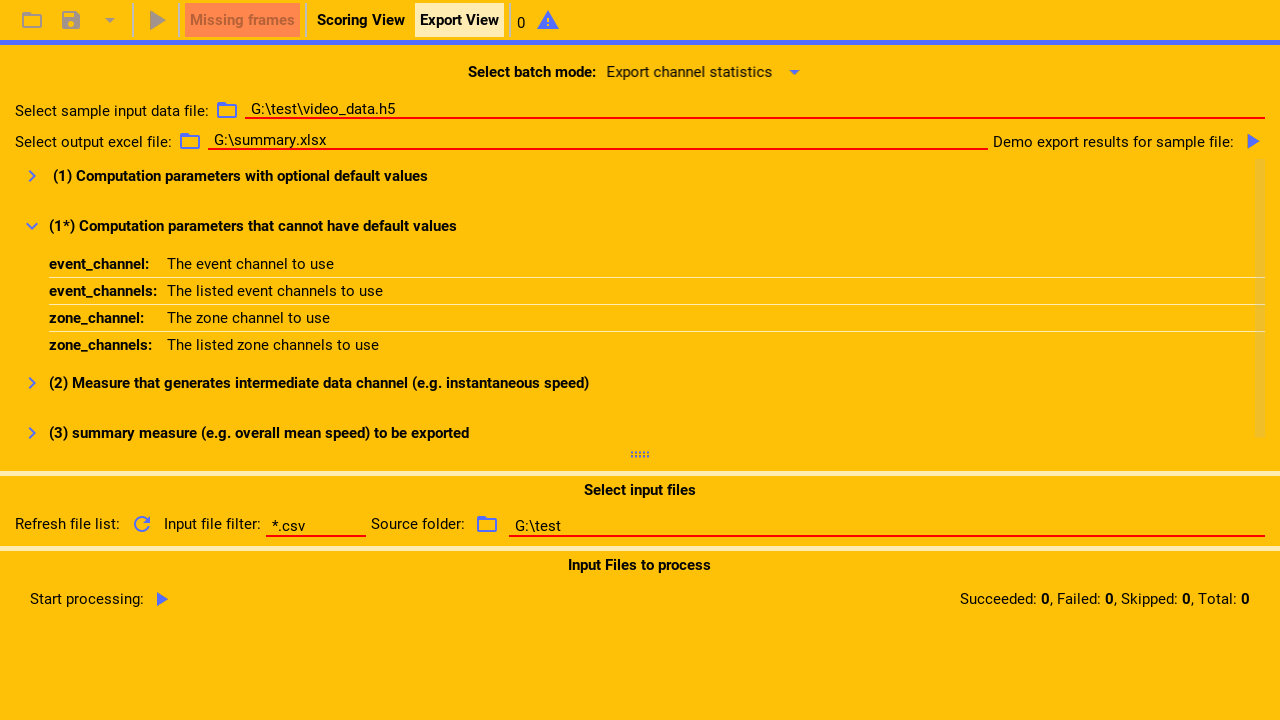 Missing frames Scoring View Export View 0
Select batch mode: Export channel statistics
Select sample input data file: G:\test\video_data.h5
Select output excel file: G:\summary.xlsx Demo export results for sample file:
(1) Computation parameters with optional default values
(1*) Computation parameters that cannot have default values
event_channel: The event channel to use
event_channels: The listed event channels to use
zone_channel: The zone channel to use
zone_channels: The listed zone channels to use
(2) Measure that generates intermediate data channel (e.g. instantaneous speed)
(3) summary measure (e.g. overall mean speed) to be exported
Select input files
Refresh file list: Input file filter: *.csv Source folder: G:\test
Input Files to process
Start processing: Succeeded: 0, Failed: 0, Skipped: 0, Total: 0